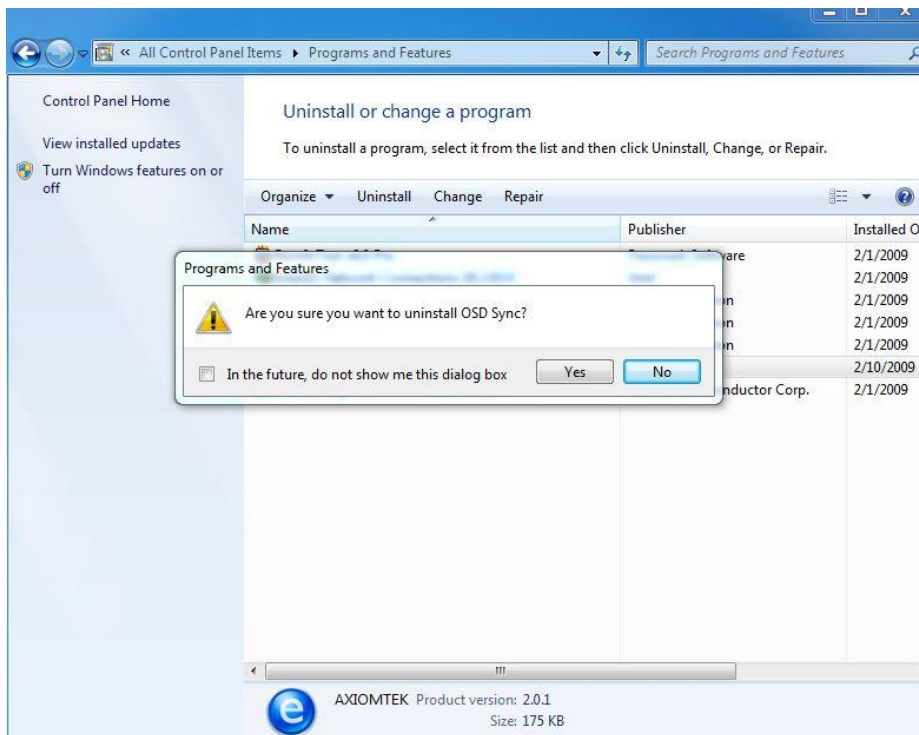 « All Control Panel Items ▸ Programs and Features
Search Programs and Features
Control Panel Home
View installed updates
Turn Windows features on or
off
Uninstall or change a program
To uninstall a program, select it from the list and then click Uninstall, Change, or Repair.
Organize Uninstall Change Repair
Name Publisher Installed O
2/1/2009
2/1/2009
2/1/2009
2/1/2009
2/1/2009
2/10/2009
nductor Corp. 2/1/2009
Programs and Features
Are you sure you want to uninstall OSD Sync?
In the future, do not show me this dialog box Yes No
AXIOMTEK Product version: 2.0.1
Size: 175 KB